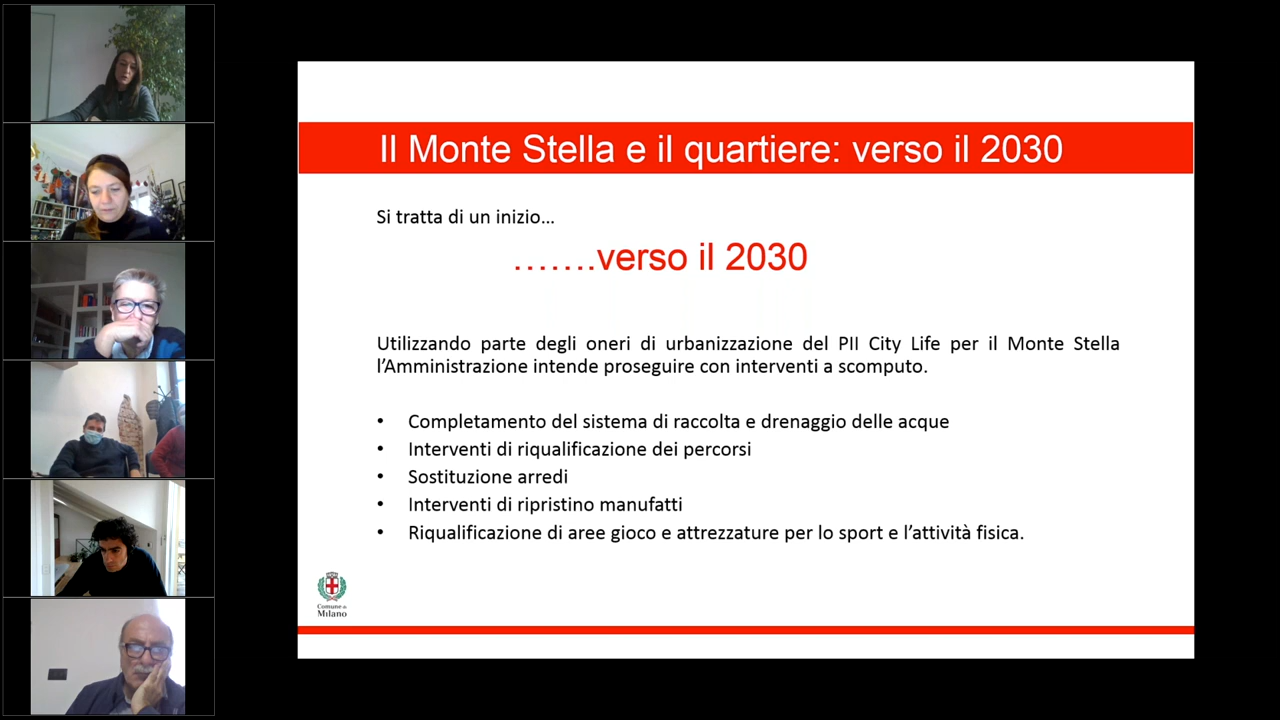 Il Monte Stella e il quartiere: verso il 2030
Si tratta di un inizio...
…….verso il 2030
Utilizzando parte degli oneri di urbanizzazione del PII City Life per il Monte Stella
l’Amministrazione intende proseguire con interventi a scomputo.
• Completamento del sistema di raccolta e drenaggio delle acque
• Interventi di riqualificazione dei percorsi
• Sostituzione arredi
• Interventi di ripristino manufatti
• Riqualificazione di aree gioco e attrezzature per lo sport e l’attività fisica.
Comune di
Milano